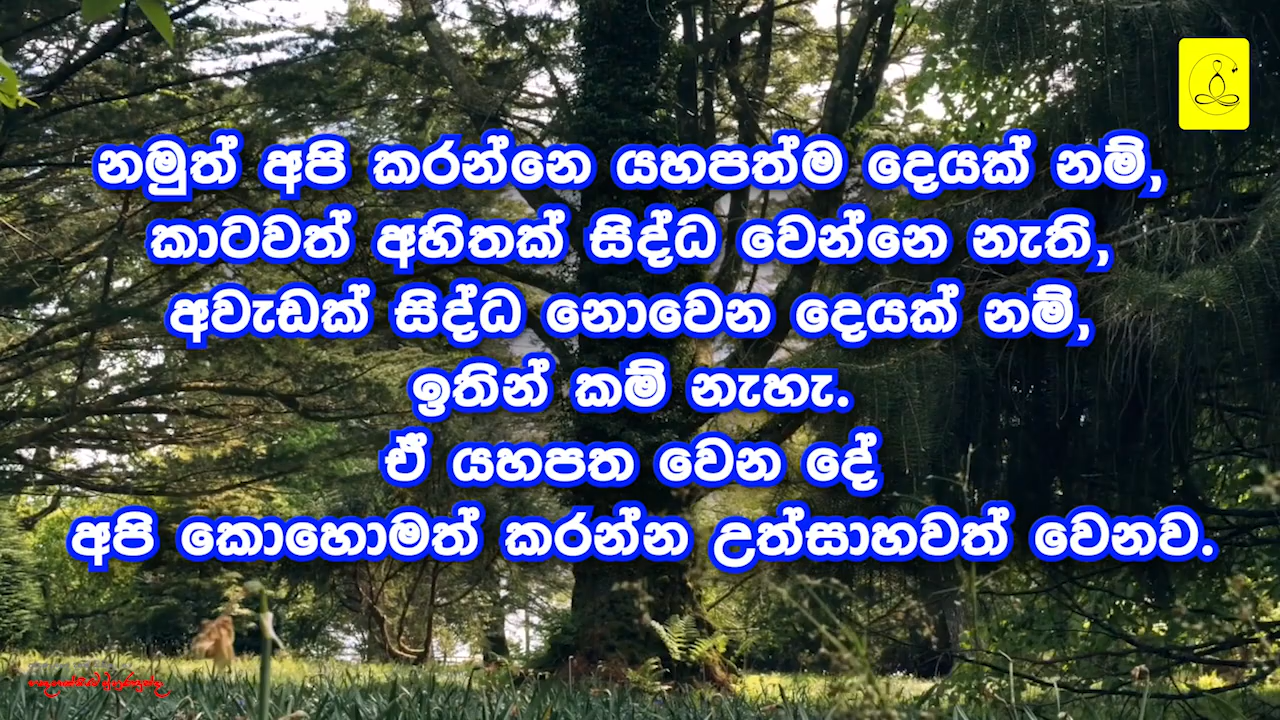 නමුත් අපි කරන්නෙ යහපත්ම දෙයක් නම්,
කාටවත් අහිතක් සිද්ධ වෙන්නෙ නැති,
අවැඩක් සිද්ධ නොවෙන දෙයක් නම්,
ඉතින් කම් නැහැ.
ඒ යහපත වෙන දේ
අපි කොහොමත් කරන්න උත්සාහවත් වෙනව.